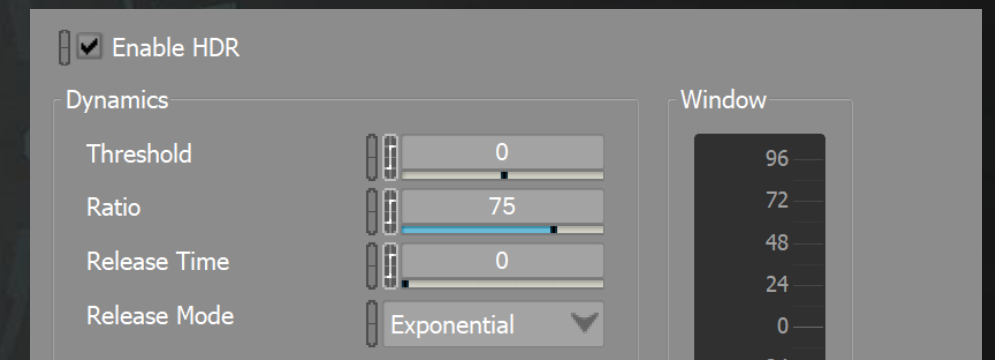 Enable HDR
Dynamics
Threshold 0
Ratio 75
Release Time 0
Release Mode Exponential
Window
96
72
48
24
0